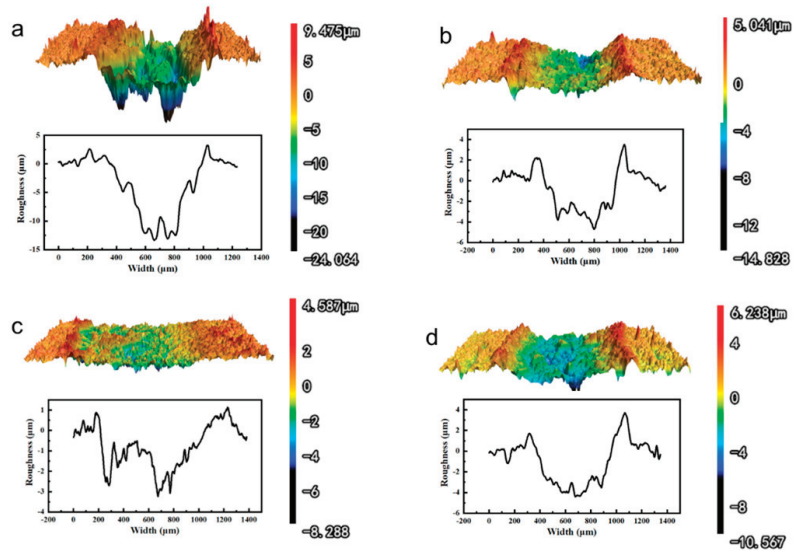 a
9.475μm
5
0
−5
−10
−15
−20
−24.064
5
0
-5
-10
-15
Roughness (μm)
-200 0 200 400 600 800 1000 1200 1400
Width (μm)
b
5.041μm
0
−4
−8
−12
−14.828
4
2
0
-2
-4
-6
Roughness (μm)
-200 0 200 400 600 800 1000 1200 1400
Width (μm)
c
4.587μm
2
0
−2
−4
−6
−8.288
1
0
-1
-2
-3
-4
Roughness (μm)
-200 0 200 400 600 800 1000 1200 1400
Width (μm)
d
6.238μm
4
0
−4
−8
−10.567
4
2
0
-2
-4
-6
Roughness (μm)
-200 0 200 400 600 800 1000 1200 1400
Width (μm)